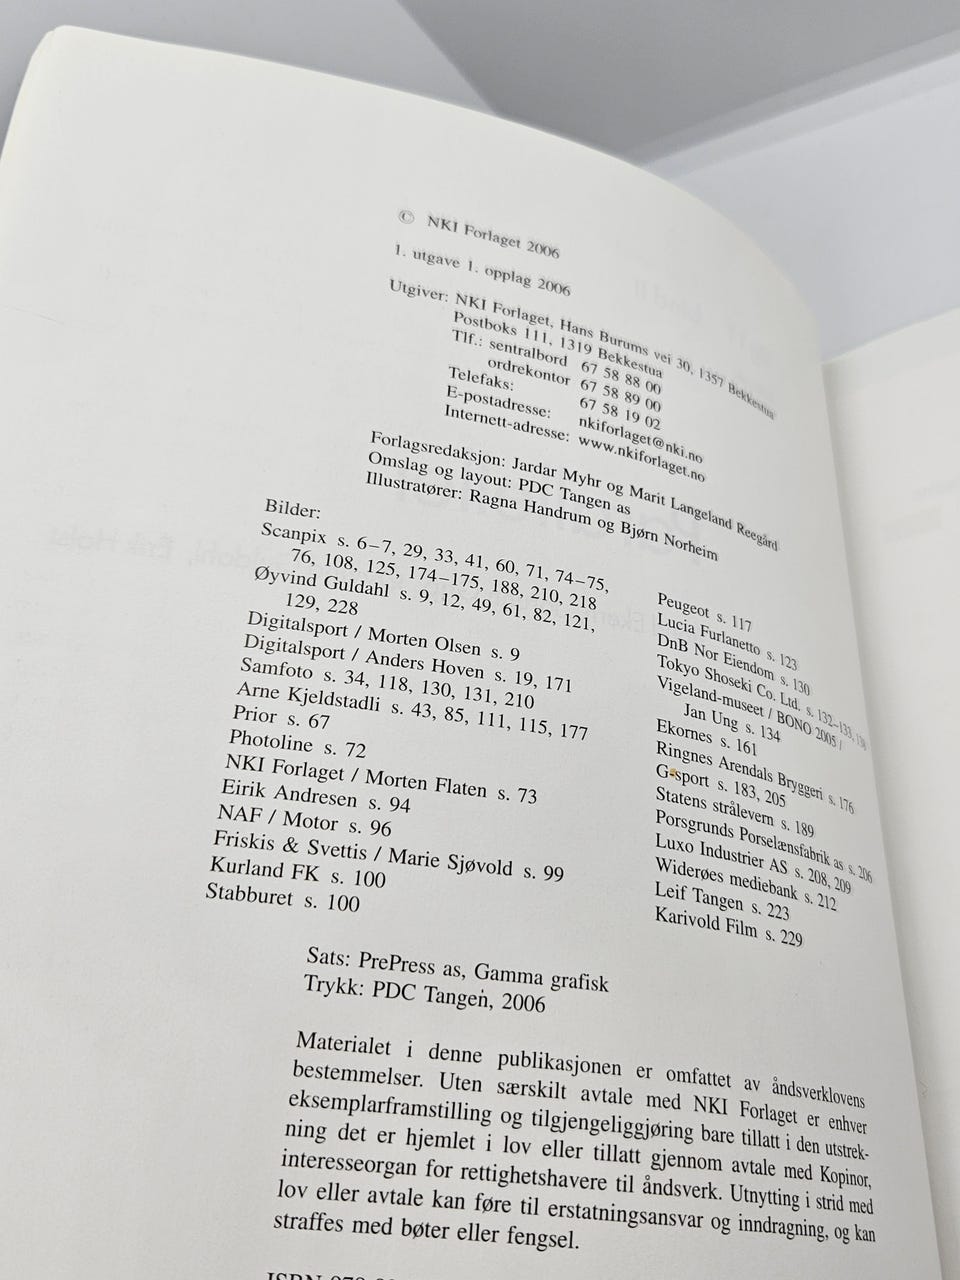 © NKI Forlaget 2006
1. utgave 1. opplag 2006
Utgiver: NKI Forlaget, Hans Burums vei 30, 1357 Bekkestua
Postboks 111, 1319 Bekkestua
Tlf.: sentralbord 67 58 88 00
ordrekontor 67 58 89 00
Telefaks: 67 58 19 02
E-postadresse: nkiforlaget@nki.no
Internett-adresse: www.nkiforlaget.no
Forlagsredaksjon: Jardar Myhr og Marit Langeland Reegård
Omslag og layout: PDC Tangen as
Illustratører: Ragna Handrum og Bjørn Norheim
Bilder:
Scanpix s. 6–7, 29, 33, 41, 60, 71, 74–75,
76, 108, 125, 174–175, 188, 210, 218
Øyvind Guldahl s. 9, 12, 49, 61, 82, 121,
129, 228
Digitalsport / Morten Olsen s. 9
Digitalsport / Anders Hoven s. 19, 171
Samfoto s. 34, 118, 130, 131, 210
Arne Kjeldstadli s. 43, 85, 111, 115, 177
Prior s. 67
Photoline s. 72
NKI Forlaget / Morten Flaten s. 73
Eirik Andresen s. 94
NAF / Motor s. 96
Friskis & Svettis / Marie Sjøvold s. 99
Kurland FK s. 100
Stabburet s. 100
Peugeot s. 117
Lucia Furlanetto s. 123
DnB Nor Eiendom s. 130
Tokyo Shoseki Co. Ltd. s. 132–133,
Vigeland-museet / BONO 2005 /
Jan Ung s. 134
Ekornes s. 161
Ringnes Arendals Bryggeri s. 176
G-sport s. 183, 205
Statens strålevern s. 189
Porsgrunds Porselænsfabrik as s. 206
Luxo Industrier AS s. 208, 209
Widerøes mediebank s. 212
Leif Tangen s. 223
Karivold Film s. 229
Sats: PrePress as, Gamma grafisk
Trykk: PDC Tangen, 2006
Materialet i denne publikasjonen er omfattet av åndsverklovens
bestemmelser. Uten særskilt avtale med NKI Forlaget er enhver
eksemplarframstilling og tilgjengeliggjøring bare tillatt i den utstrek-
ning det er hjemlet i lov eller tillatt gjennom avtale med Kopinor,
interesseorgan for rettighetshavere til åndsverk. Utnytting i strid med
lov eller avtale kan føre til erstatningsansvar og inndragning, og kan
straffes med bøter eller fengsel.